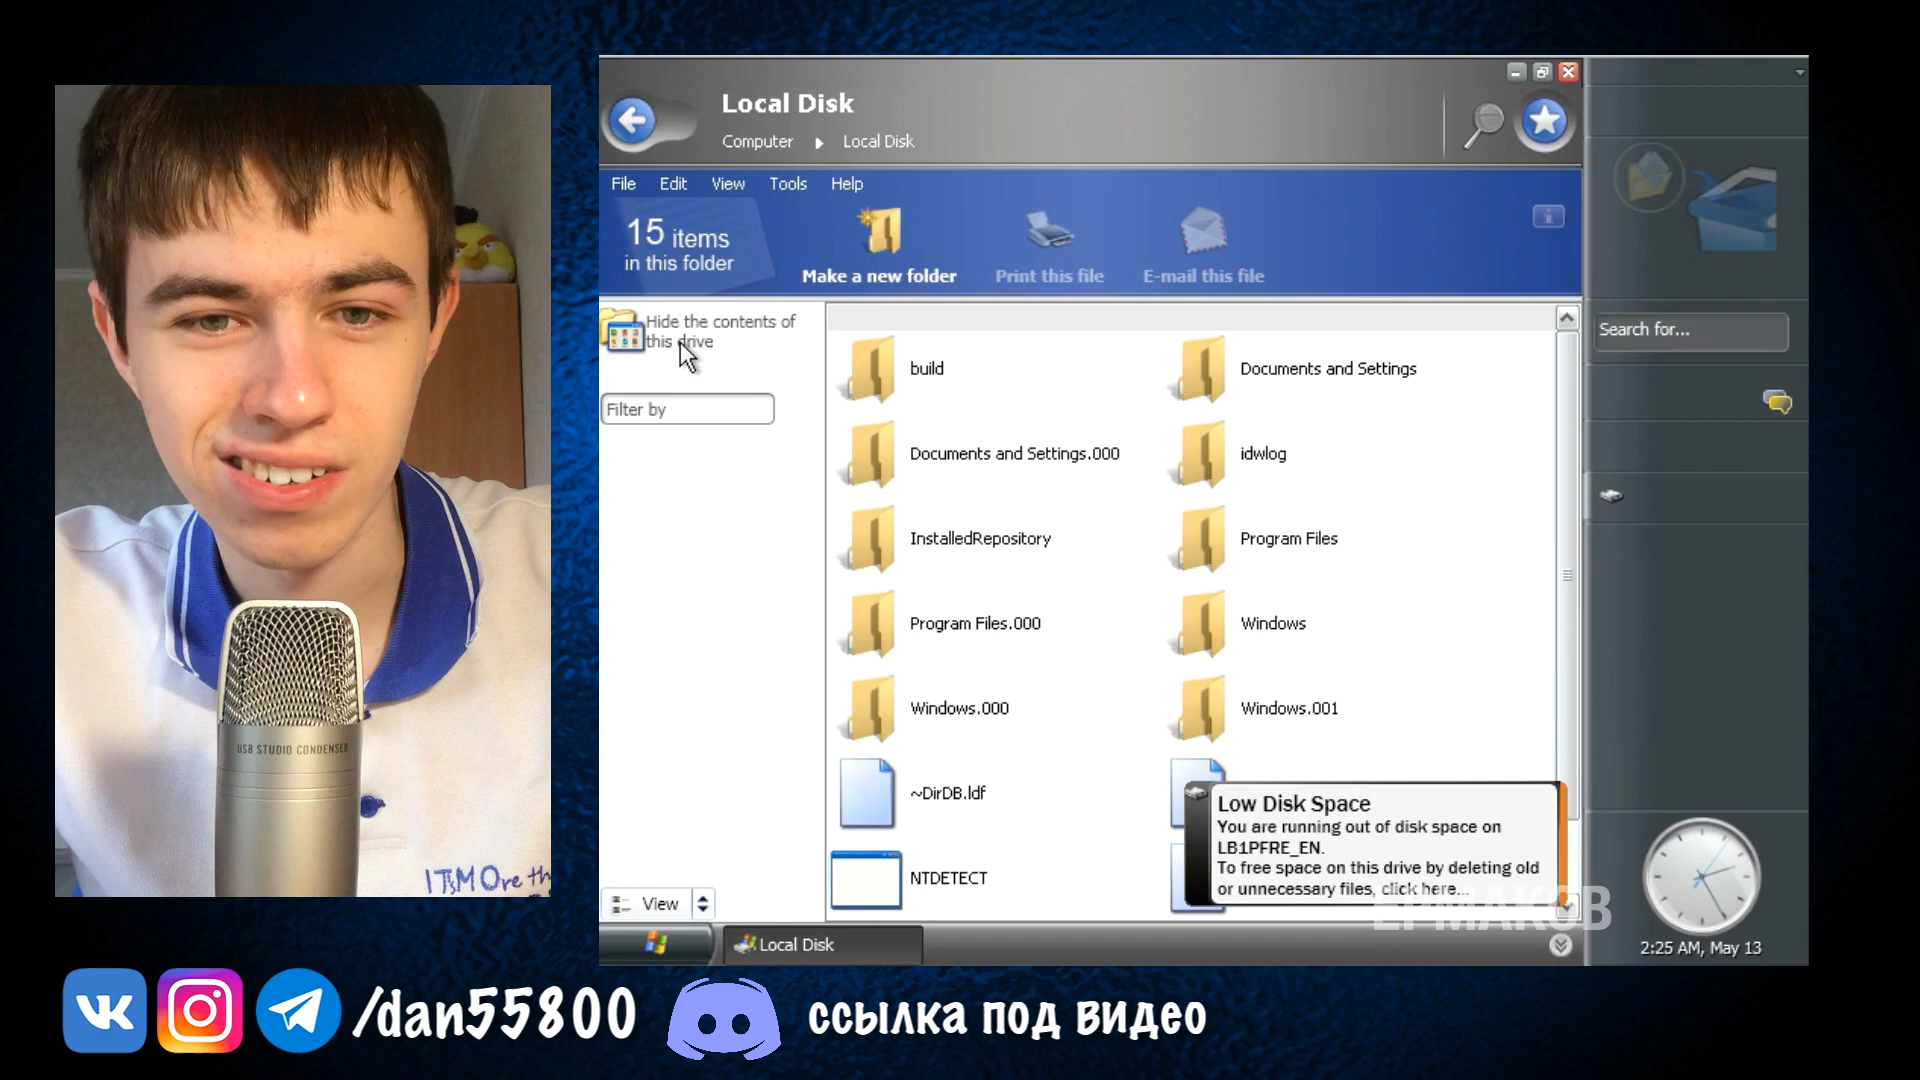 Local Disk
Computer ▸ Local Disk
File Edit View Tools Help
15 items
in this folder
Make a new folder
Print this file
E-mail this file
Hide the contents of
this drive
Filter by
build
Documents and Settings
Documents and Settings.000
idwlog
InstalledRepository
Program Files
Program Files.000
Windows
Windows.000
Windows.001
~DirDB.ldf
NTDETECT
Low Disk Space
You are running out of disk space on
LB1PFRE_EN.
To free space on this drive by deleting old
or unnecessary files, click here...
View
Local Disk
Search for...
2:25 AM, May 13
ЕРМАКОВ
USB STUDIO CONDENSER
/dan55800
ссылка под видео